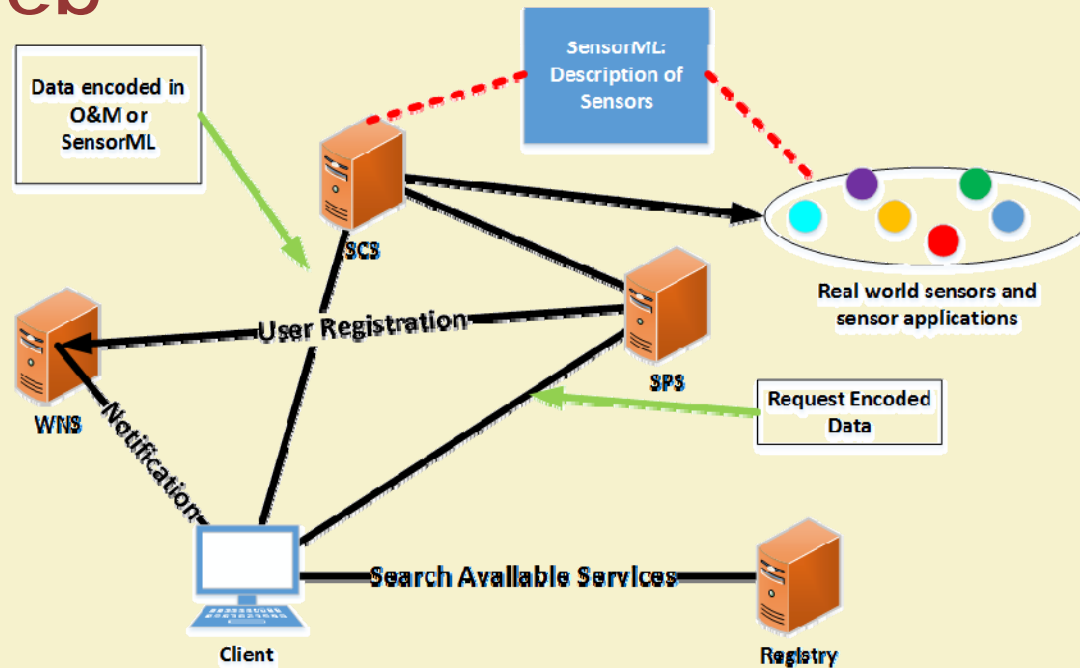 eb
SensorML:
Description of
Sensors
Data encoded in
O&M or
SensorML
SCS
Real world sensors and
sensor applications
User Registration
SPS
WNS
Request Encoded
Data
Notification
Search Available Services
Client
Registry